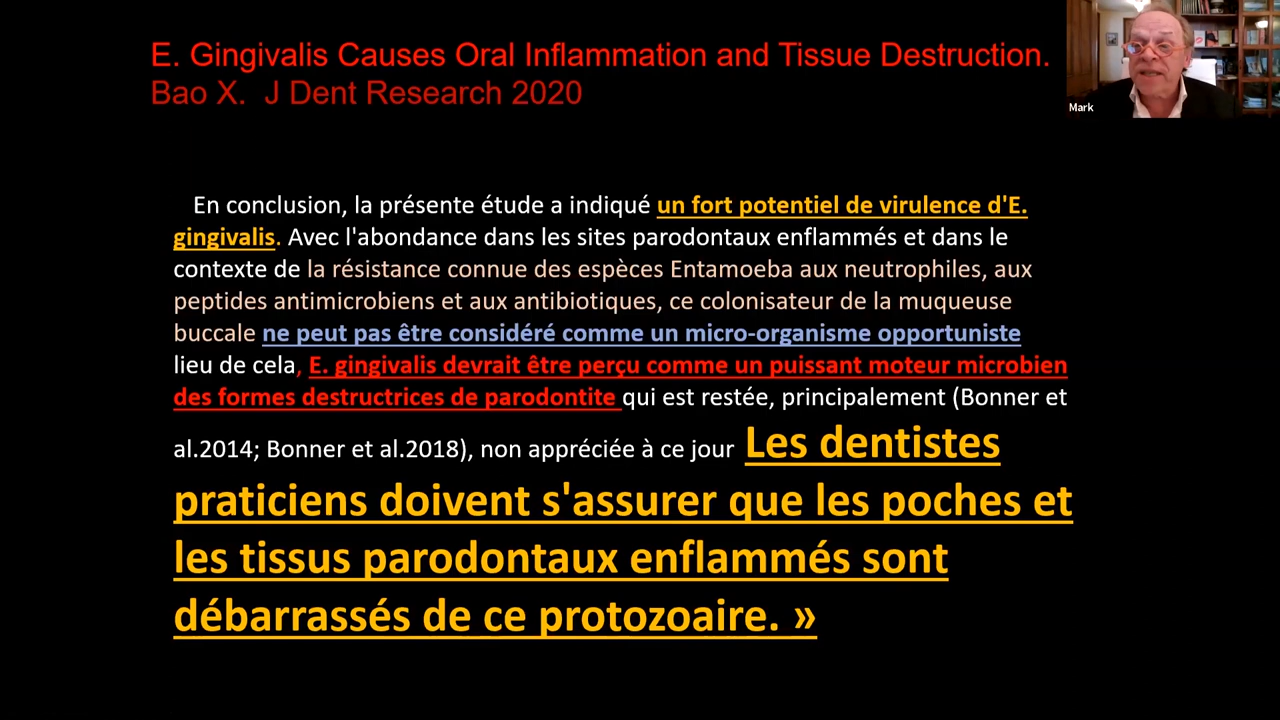 E. Gingivalis Causes Oral Inflammation and Tissue Destruction.
Bao X.  J Dent Research 2020
Mark
En conclusion, la présente étude a indiqué un fort potentiel de virulence d'E.
gingivalis. Avec l'abondance dans les sites parodontaux enflammés et dans le
contexte de la résistance connue des espèces Entamoeba aux neutrophiles, aux
peptides antimicrobiens et aux antibiotiques, ce colonisateur de la muqueuse
buccale ne peut pas être considéré comme un micro-organisme opportuniste
lieu de cela, E. gingivalis devrait être perçu comme un puissant moteur microbien
des formes destructrices de parodontite qui est restée, principalement (Bonner et
al.2014; Bonner et al.2018), non appréciée à ce jour Les dentistes
praticiens doivent s'assurer que les poches et
les tissus parodontaux enflammés sont
débarrassés de ce protozoaire. »